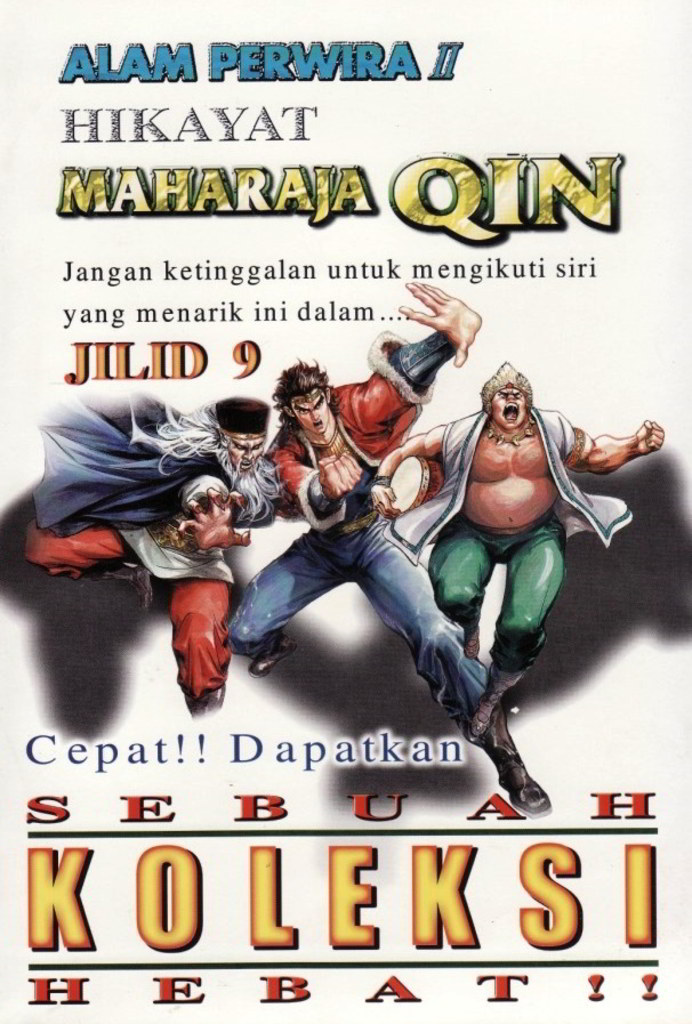 ALAM PERWIRA II
HIKAYAT
MAHARAJA QIN
Jangan ketinggalan untuk mengikuti siri
yang menarik ini dalam....
JILID 9
Cepat!! Dapatkan
SEBUAH
KOLEKSI
HEBAT!!